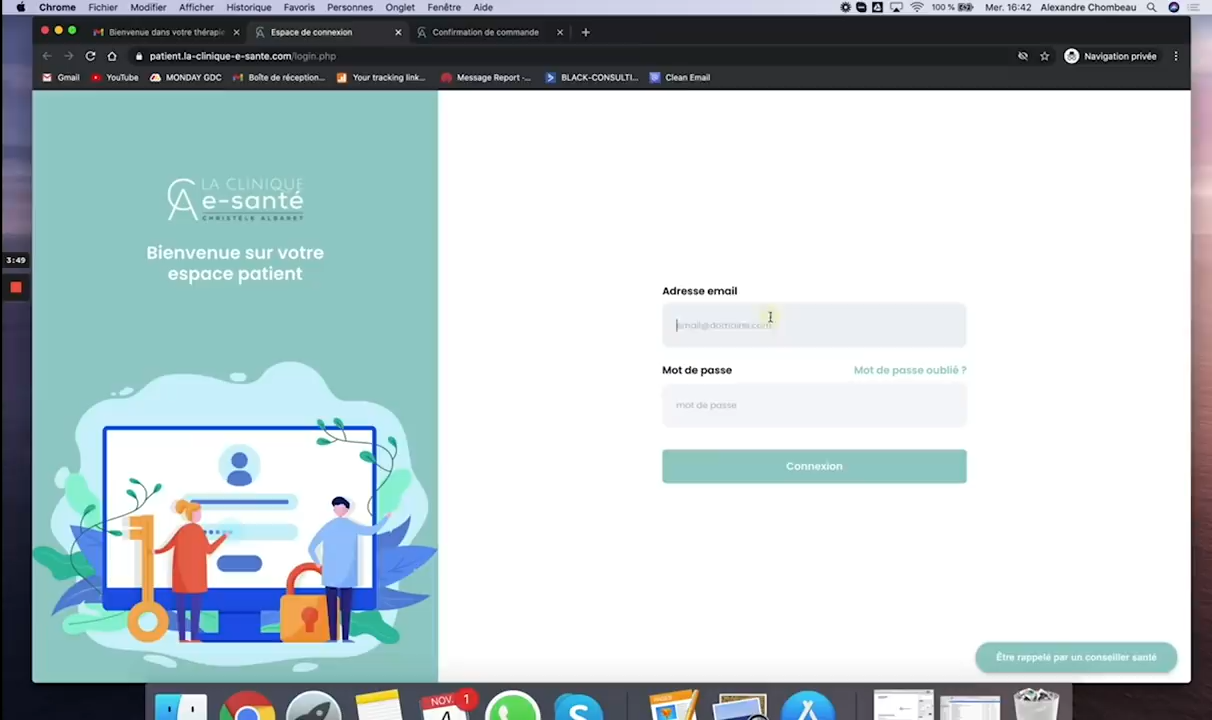 Chrome Fichier Modifier Afficher Historique Favoris Personnes Onglet Fenêtre Aide 100 % Mer. 16:42 Alexandre Chombeau
Bienvenue dans votre thérapi Espace de connexion Confirmation de commande
patient.la-clinique-e-sante.com/login.php Navigation privée
Gmail YouTube MONDAY GDC Boîte de réception... Your tracking link... Message Report -... BLACK-CONSULTI... Clean Email
LA CLINIQUE
e-santé
CHRISTÈLE ALBARET
Bienvenue sur votre
espace patient
3:49
Adresse email
email@domaine.com
Mot de passe Mot de passe oublié ?
mot de passe
Connexion
Être rappelé par un conseiller santé
NOV. 1
4